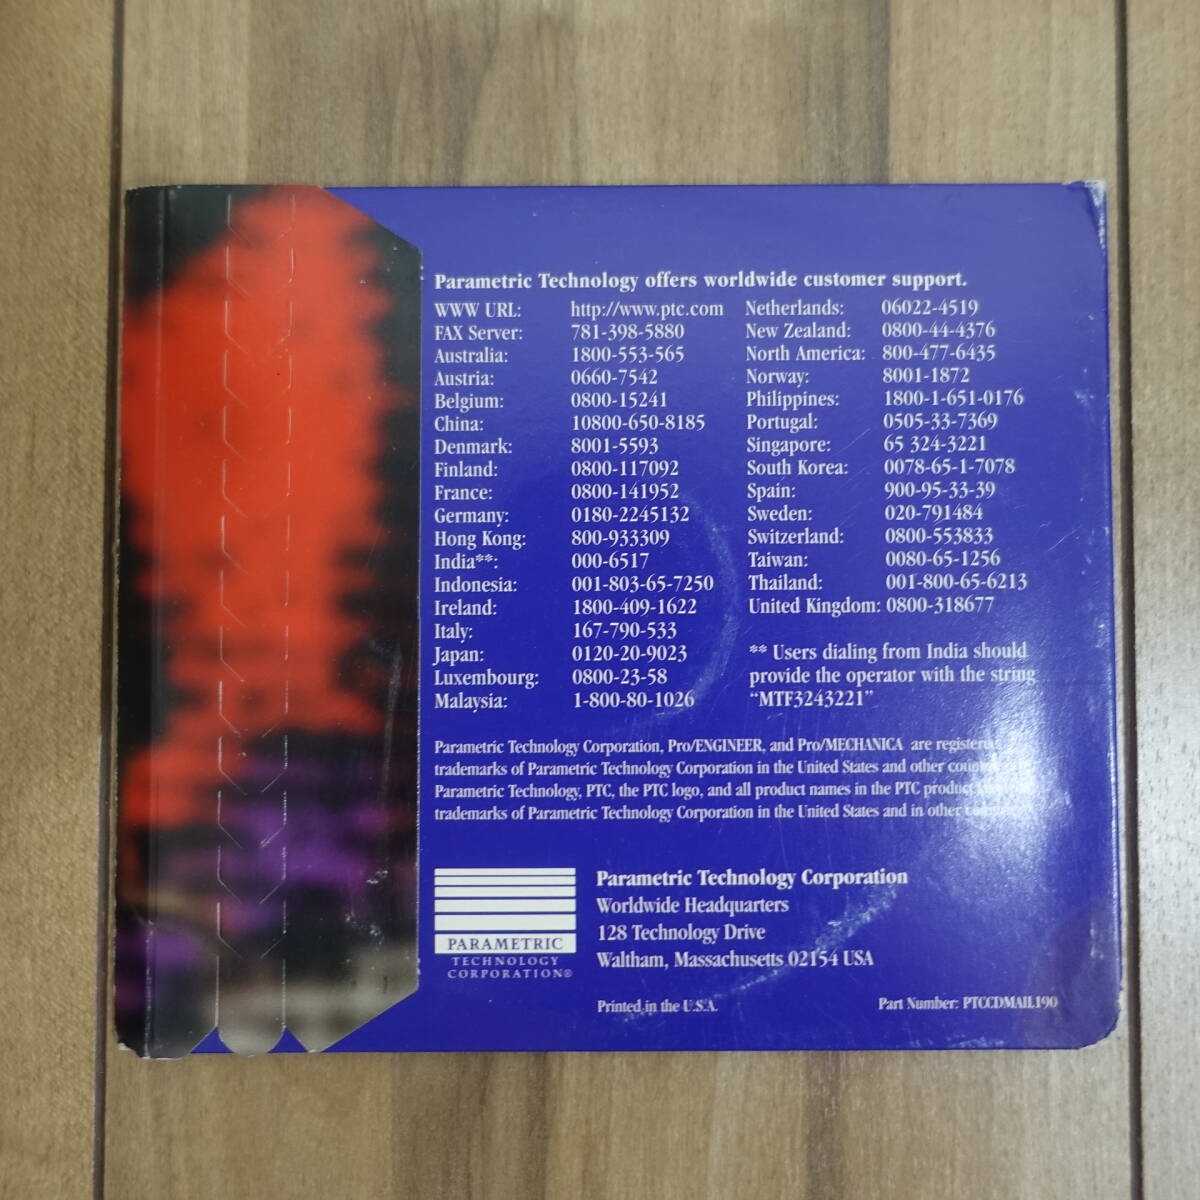 Parametric Technology offers worldwide customer support.
WWW URL: http://www.ptc.com
FAX Server: 781-398-5880
Australia: 1800-553-565
Austria: 0660-7542
Belgium: 0800-15241
China: 10800-650-8185
Denmark: 8001-5593
Finland: 0800-117092
France: 0800-141952
Germany: 0180-2245132
Hong Kong: 800-933309
India**: 000-6517
Indonesia: 001-803-65-7250
Ireland: 1800-409-1622
Italy: 167-790-533
Japan: 0120-20-9023
Luxembourg: 0800-23-58
Malaysia: 1-800-80-1026
Netherlands: 06022-4519
New Zealand: 0800-44-4376
North America: 800-477-6435
Norway: 8001-1872
Philippines: 1800-1-651-0176
Portugal: 0505-33-7369
Singapore: 65 324-3221
South Korea: 0078-65-1-7078
Spain: 900-95-33-39
Sweden: 020-791484
Switzerland: 0800-553833
Taiwan: 0080-65-1256
Thailand: 001-800-65-6213
United Kingdom: 0800-318677
** Users dialing from India should
provide the operator with the string
“MTF3243221”
Parametric Technology Corporation, Pro/ENGINEER, and Pro/MECHANICA are registered
trademarks of Parametric Technology Corporation in the United States and other
Parametric Technology, PTC, the PTC logo, and all product names in the PTC product
trademarks of Parametric Technology Corporation in the United States and in other
PARAMETRIC
TECHNOLOGY
CORPORATION®
Parametric Technology Corporation
Worldwide Headquarters
128 Technology Drive
Waltham, Massachusetts 02154 USA
Printed in the U.S.A.
Part Number: PTCCDMAIL190